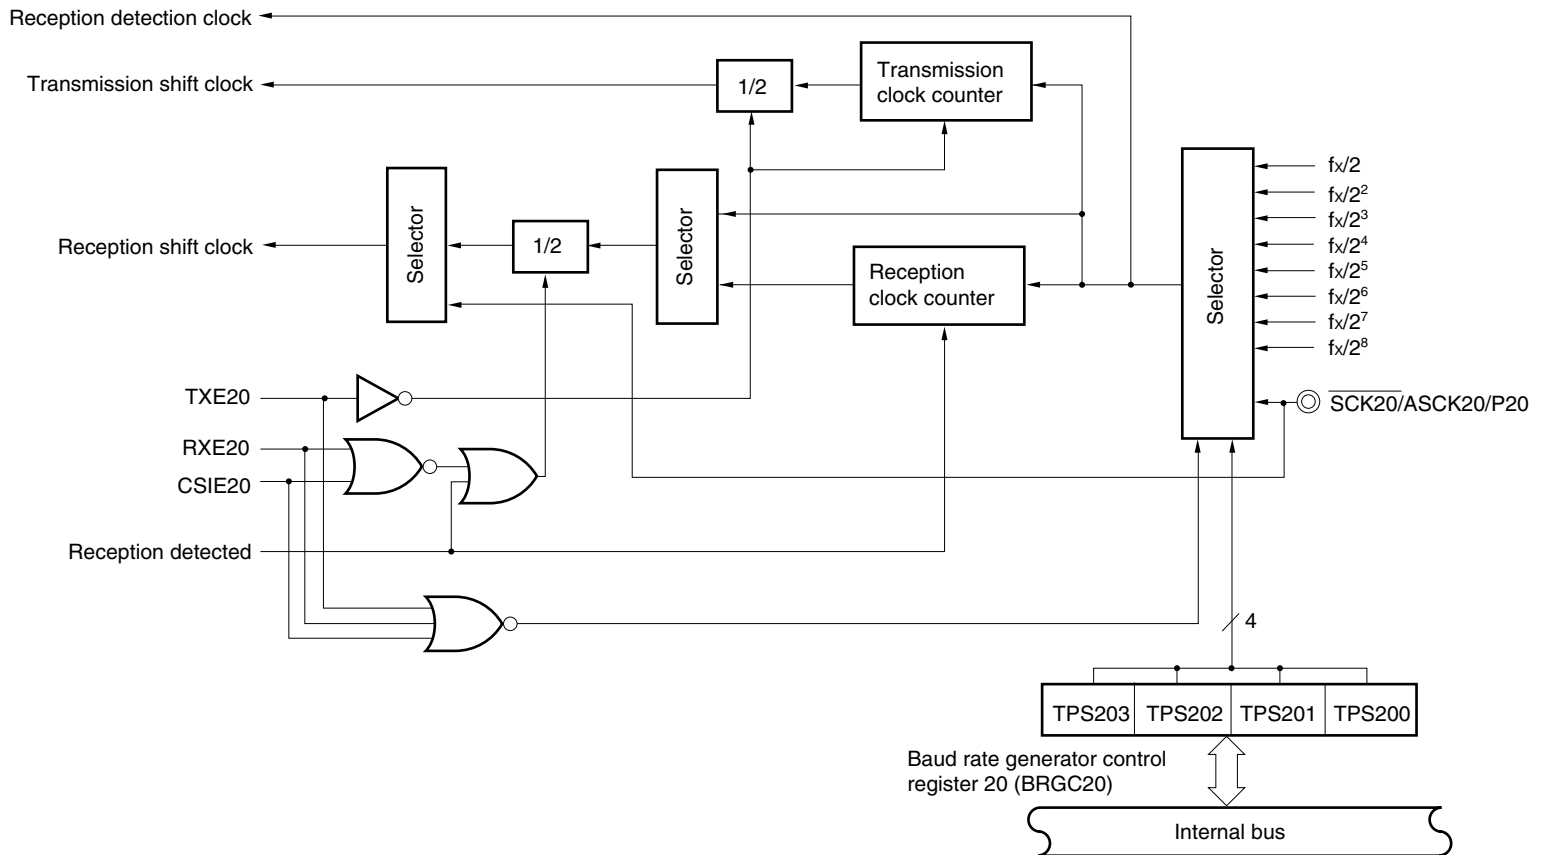 Reception detection clock
Transmission shift clock
1/2
Transmission
clock counter
Reception shift clock
Selector
1/2
Selector
Reception
clock counter
Selector
fx/2
fx/2²
fx/2³
fx/2⁴
fx/2⁵
fx/2⁶
fx/2⁷
fx/2⁸
SCK20/ASCK20/P20
TXE20
RXE20
CSIE20
Reception detected
4
TPS203 TPS202 TPS201 TPS200
Baud rate generator control
register 20 (BRGC20)
Internal bus